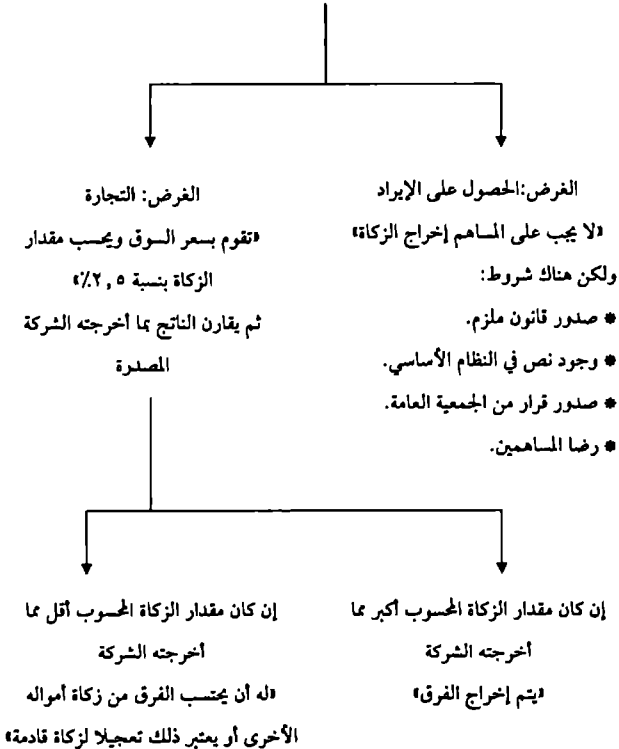 الغرض:الحصول على الإيراد
«لا يجب على المساهم إخراج الزكاة»
ولكن هناك شروط:
* صدور قانون ملزم.
* وجود نص في النظام الأساسي.
* صدور قرار من الجمعية العامة.
* رضا المساهمين.
الغرض: التجارة
«تقوم بسعر السوق ويحسب مقدار
الزكاة بنسبة ٢,٥٪»
ثم يقارن الناتج بما أخرجته الشركة
المصدرة
إن كان مقدار الزكاة المحسوب أكبر مما
أخرجته الشركة
«يتم إخراج الفرق»
إن كان مقدار الزكاة المحسوب أقل مما
أخرجته الشركة
«له أن يحتسب الفرق من زكاة أمواله
الأخرى أو يعتبر ذلك تعجيلا لزكاة قادمة»